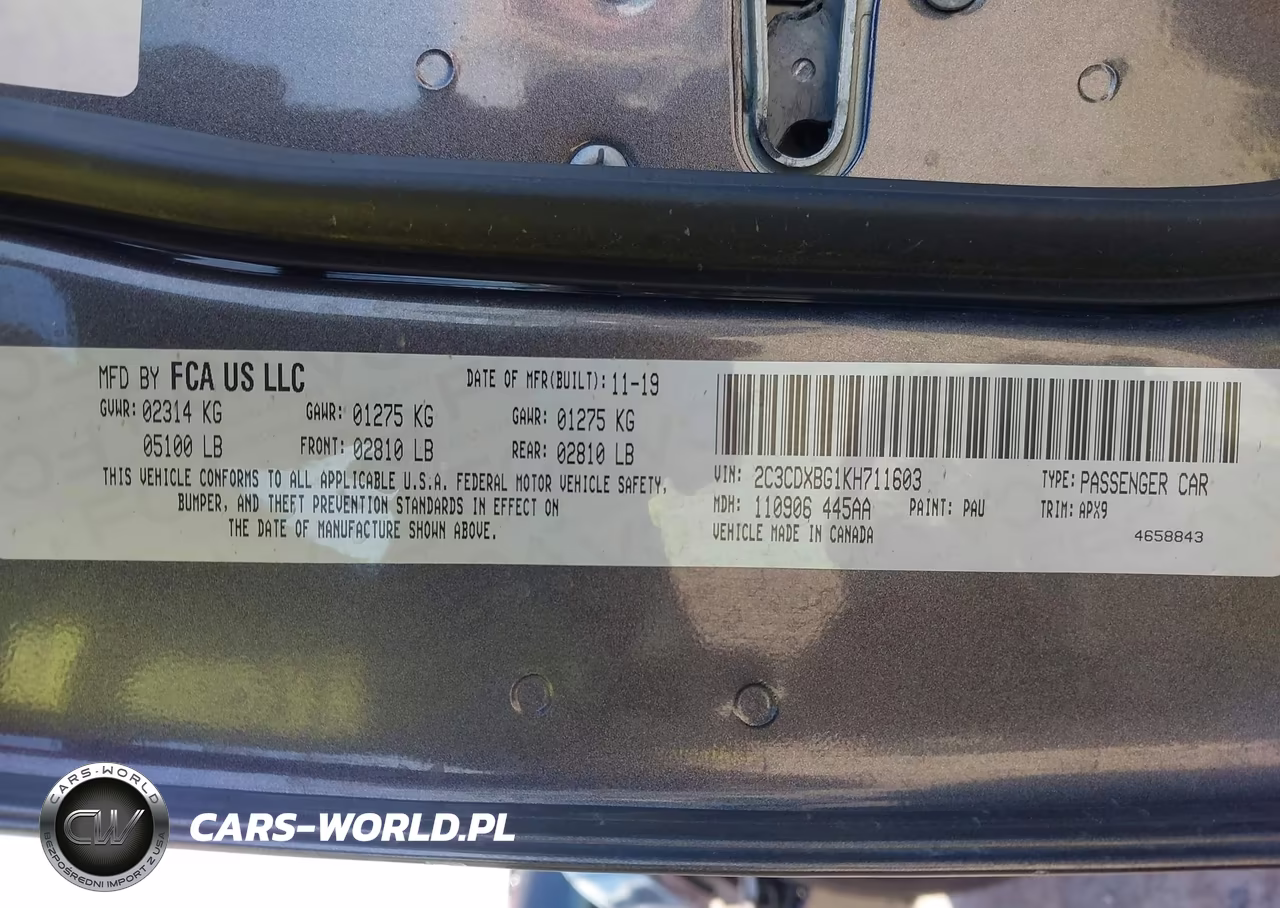 MFD BY FCA US LLC
DATE OF MFR(BUILT): 11-19
GVWR: 02314 KG
GAWR: 01275 KG
GAWR: 01275 KG
05100 LB
FRONT: 02810 LB
REAR: 02810 LB
THIS VEHICLE CONFORMS TO ALL APPLICABLE U.S.A. FEDERAL MOTOR VEHICLE SAFETY,
BUMPER, AND THEFT PREVENTION STANDARDS IN EFFECT ON
THE DATE OF MANUFACTURE SHOWN ABOVE.
VIN: 2C3CDXBG1KH711603
TYPE: PASSENGER CAR
MDH: 110906 445AA
PAINT: PAU
TRIM: APX9
VEHICLE MADE IN CANADA
4658843
CARS-WORLD
CW
BEZPOŚREDNI IMPORT Z USA
CARS-WORLD.PL